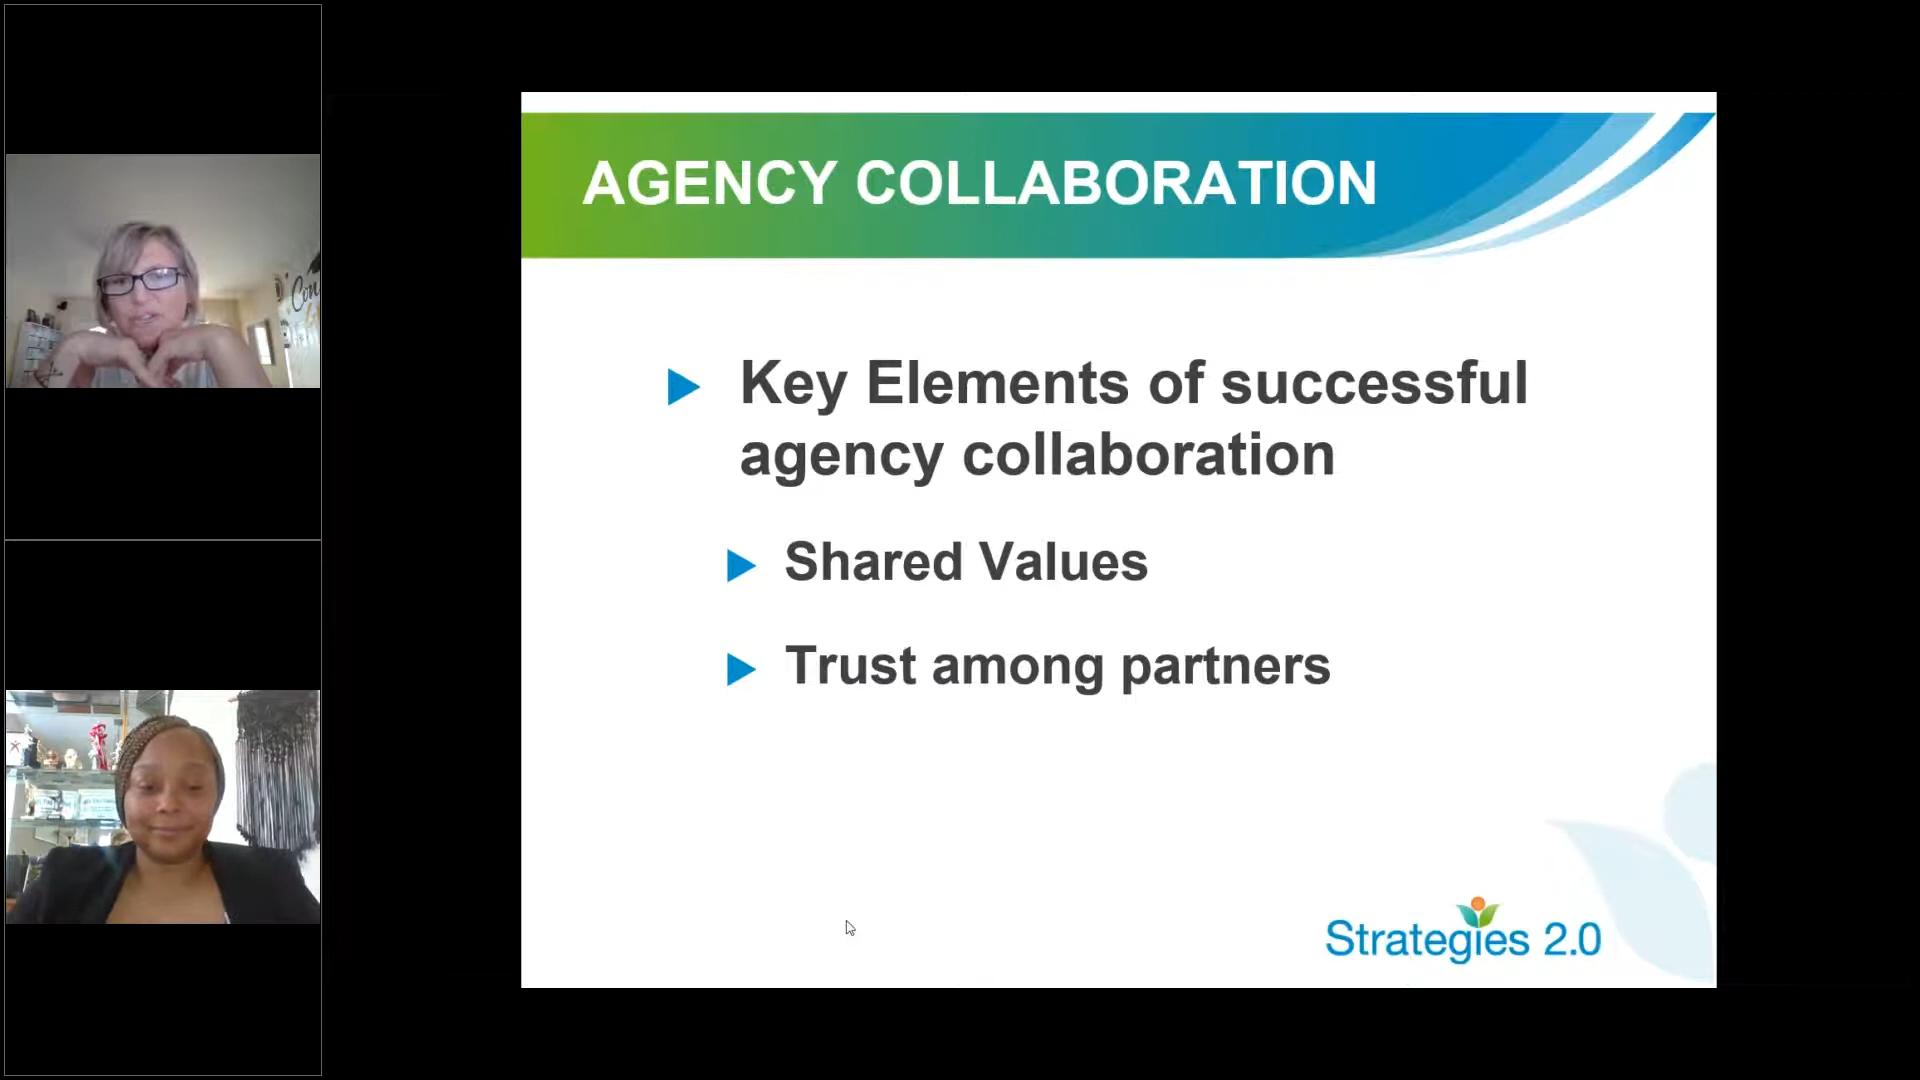 AGENCY COLLABORATION
Key Elements of successful
agency collaboration
Shared Values
Trust among partners
Strategies 2.0